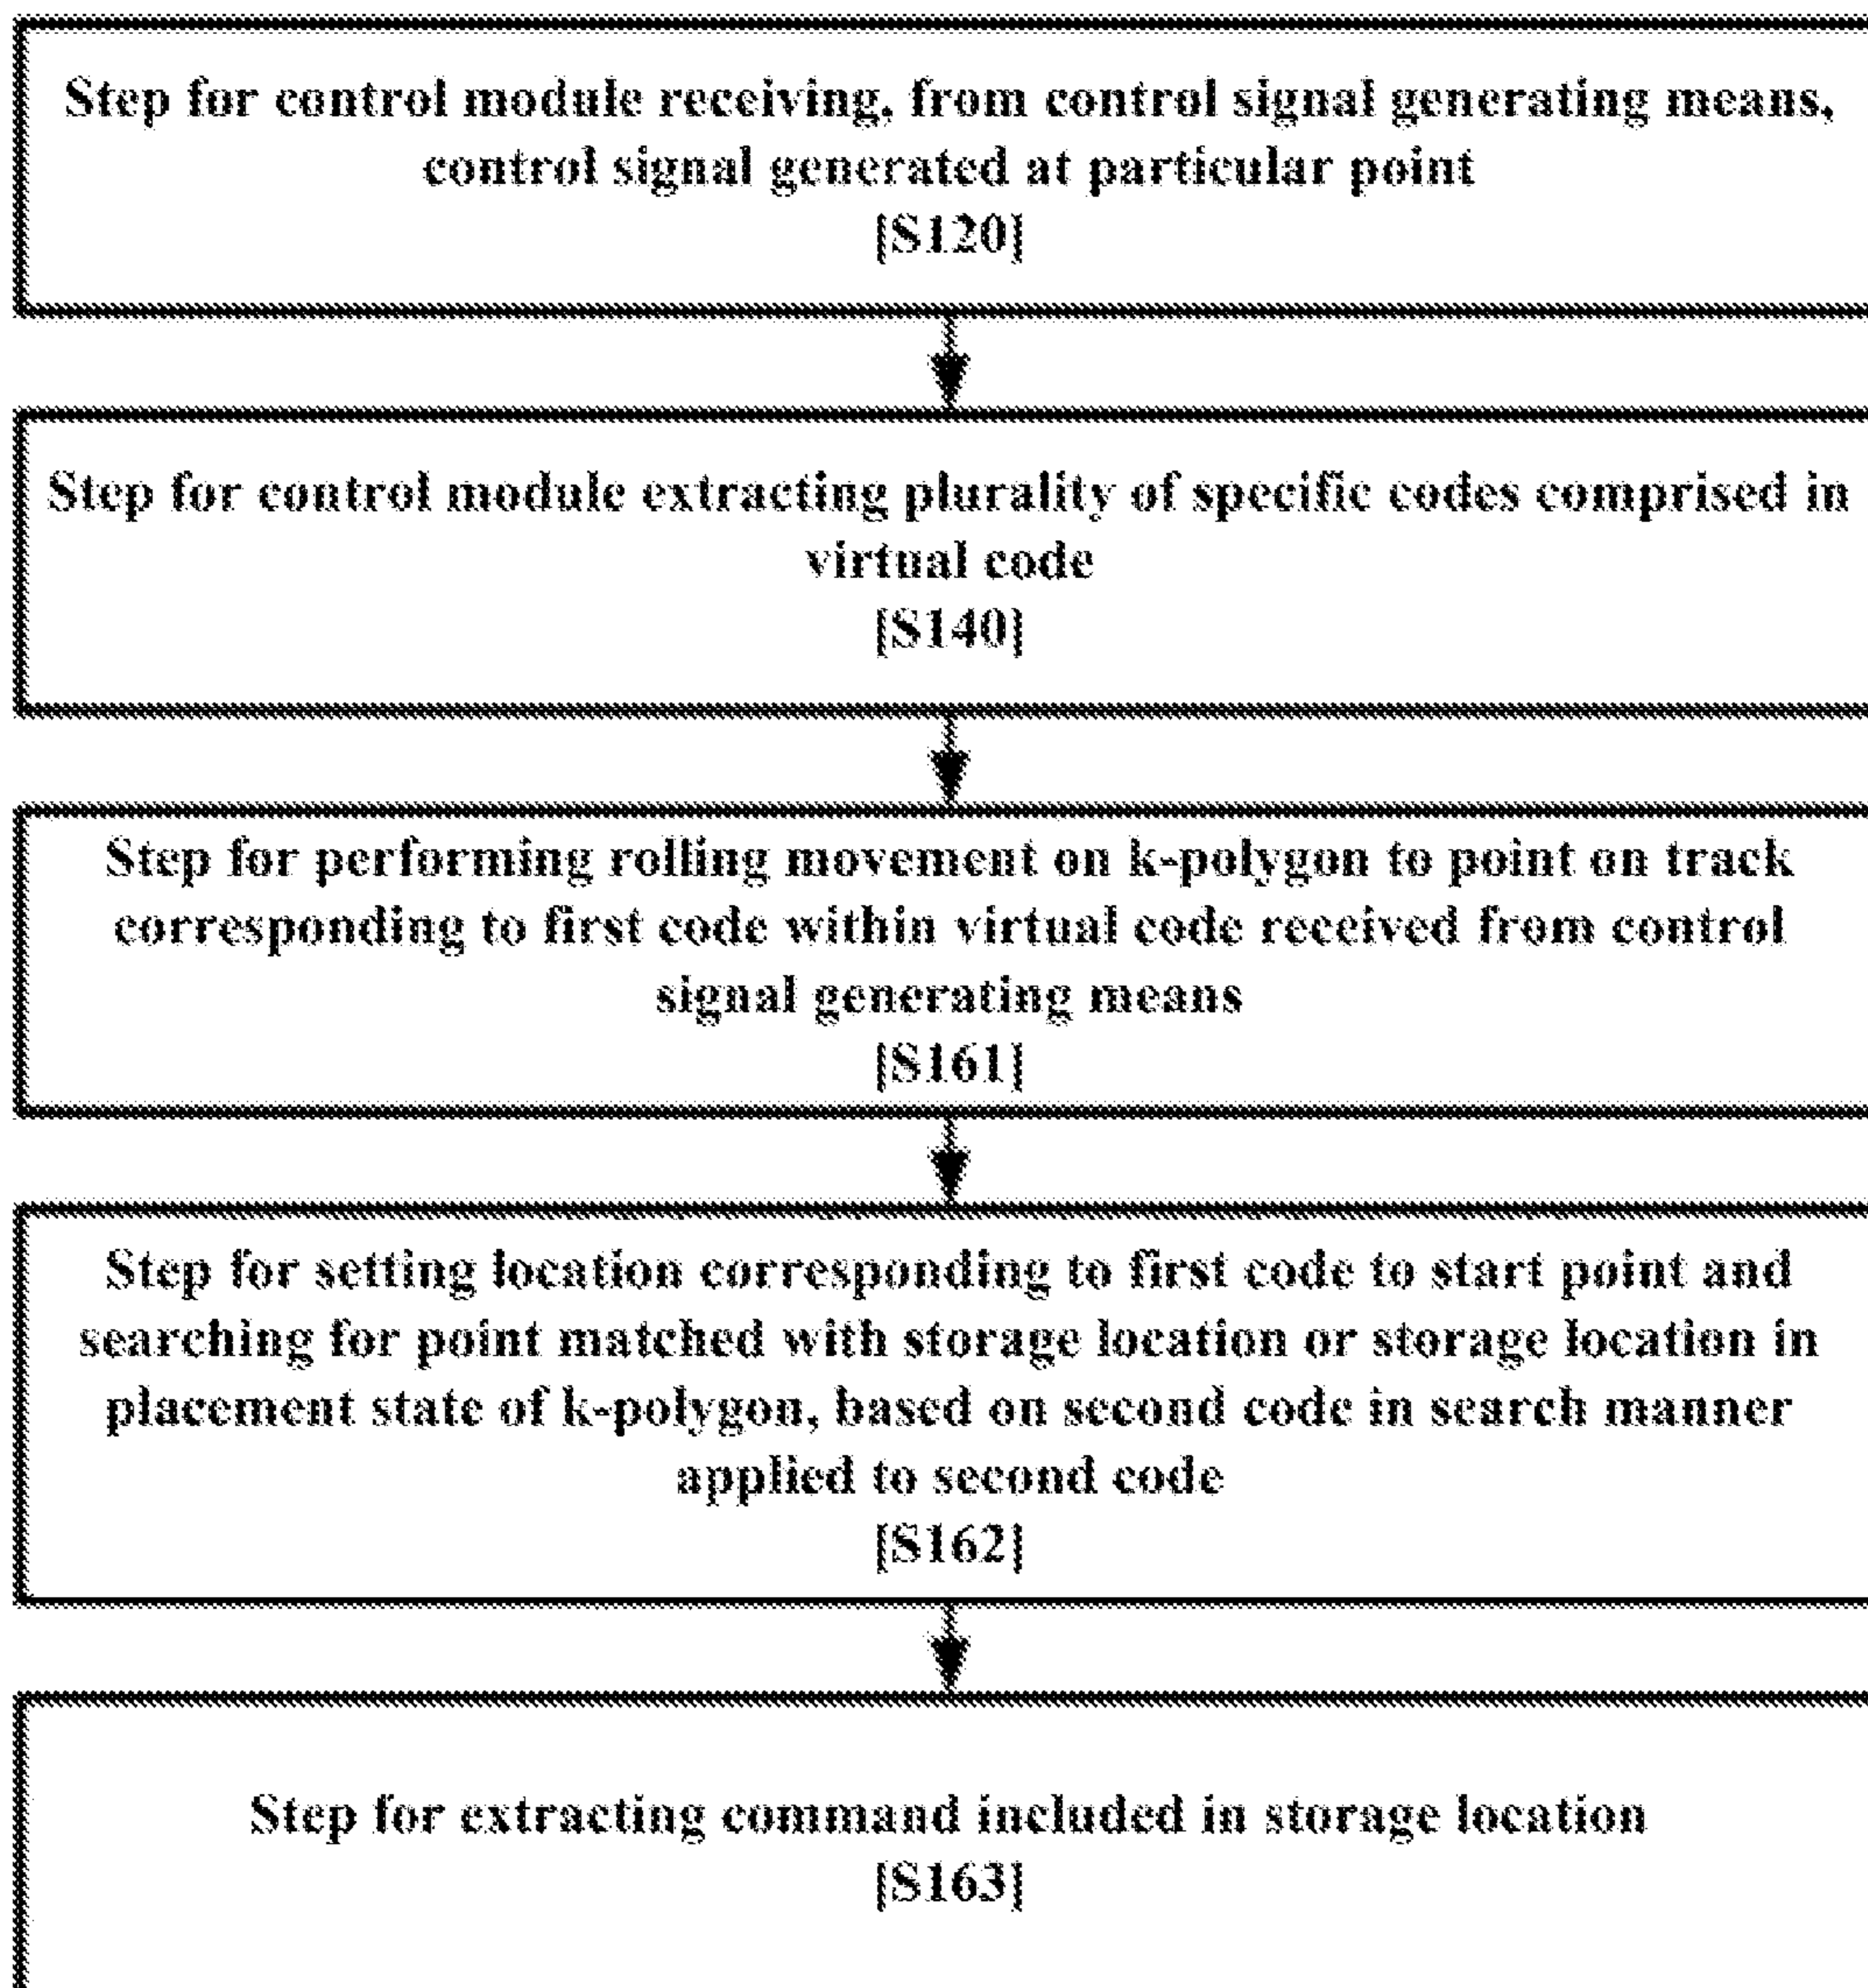 Step for control module receiving, from control signal generating means,
control signal generated at particular point
[S120]
Step for control module extracting plurality of specific codes comprised in
virtual code
[S140]
Step for performing rolling movement on k-polygon to point on track
corresponding to first code within virtual code received from control
signal generating means
[S161]
Step for setting location corresponding to first code to start point and
searching for point matched with storage location or storage location in
placement state of k-polygon, based on second code in search manner
applied to second code
[S162]
Step for extracting command included in storage location
[S163]